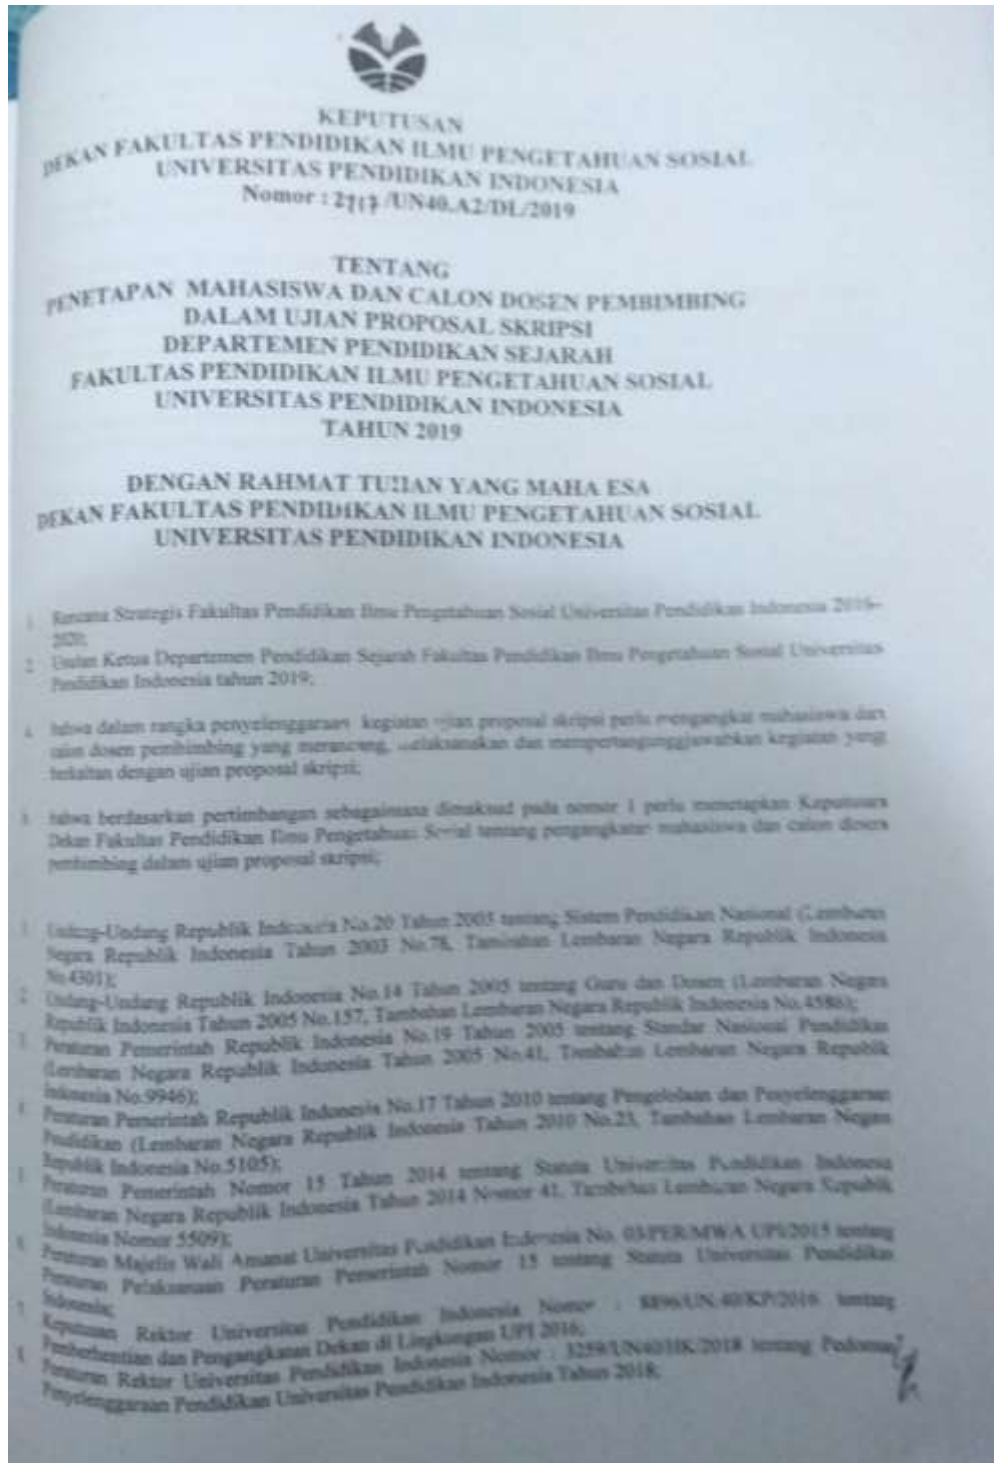 KEPUTUSAN
DEKAN FAKULTAS PENDIDIKAN ILMU PENGETAHUAN SOSIAL
UNIVERSITAS PENDIDIKAN INDONESIA
Nomor : /UN40.A2/DL/2019
TENTANG
PENETAPAN MAHASISWA DAN CALON DOSEN PEMBIMBING
DALAM UJIAN PROPOSAL SKRIPSI
DEPARTEMEN PENDIDIKAN SEJARAH
FAKULTAS PENDIDIKAN ILMU PENGETAHUAN SOSIAL
UNIVERSITAS PENDIDIKAN INDONESIA
TAHUN 2019
DENGAN RAHMAT TUHAN YANG MAHA ESA
DEKAN FAKULTAS PENDIDIKAN ILMU PENGETAHUAN SOSIAL
UNIVERSITAS PENDIDIKAN INDONESIA
1. Rencana Strategis Fakultas Pendidikan Ilmu Pengetahuan Sosial Universitas Pendidikan Indonesia 2016-
2020;
2. Usulan Ketua Departemen Pendidikan Sejarah Fakultas Pendidikan Ilmu Pengetahuan Sosial Universitas
Pendidikan Indonesia tahun 2019;
bahwa dalam rangka penyelenggaraan kegiatan ujian proposal skripsi perlu mengangkat mahasiswa dan
calon dosen pembimbing yang merancang, melaksanakan dan mempertanggungjawabkan kegiatan yang
berkaitan dengan ujian proposal skripsi;
bahwa berdasarkan pertimbangan sebagaimana dimaksud pada nomor 1 perlu menetapkan
Dekan Fakultas Pendidikan Ilmu Pengetahuan Sosial tentang pengangkatan mahasiswa dan calon
pembimbing dalam ujian proposal skripsi;
1. Undang-Undang Republik Indonesia No.20 Tahun 2003 tentang Sistem Pendidikan Nasional (Lembaran
Negara Republik Indonesia Tahun 2003 No.78, Tambahan Lembaran Negara Republik Indonesia
No.4301);
2. Undang-Undang Republik Indonesia No.14 Tahun 2005 tentang Guru dan Dosen (Lembaran Negara
Republik Indonesia Tahun 2005 No.157, Tambahan Lembaran Negara Republik Indonesia No.4586);
Peraturan Pemerintah Republik Indonesia No.19 Tahun 2005 tentang Standar Nasional Pendidikan
(Lembaran Negara Republik Indonesia Tahun 2005 No.41, Tambahan Lembaran Negara Republik
Indonesia No.9946);
Peraturan Pemerintah Republik Indonesia No.17 Tahun 2010 tentang Pengelolaan dan Penyelenggaraan
Pendidikan (Lembaran Negara Republik Indonesia Tahun 2010 No.23, Tambahan Lembaran Negara
Republik Indonesia No.5105);
Peraturan Pemerintah Nomor 15 Tahun 2014 tentang Statuta Universitas Pendidikan Indonesia
(Lembaran Negara Republik Indonesia Tahun 2014 Nomor 41, Tambahan Lembaran Negara Republik
Indonesia Nomor 5509);
Peraturan Majelis Wali Amanat Universitas Pendidikan Indonesia No. 03/PER/MWA UPI/2015 tentang
Peraturan Pelaksanaan Peraturan Pemerintah Nomor 15 tentang Statuta Universitas Pendidikan
Indonesia;
Keputusan Rektor Universitas Pendidikan Indonesia Nomor : 8896/UN.40/KP/2016 tentang
Pemberhentian dan Pengangkatan Dekan di Lingkungan UPI 2016;
Peraturan Rektor Universitas Pendidikan Indonesia Nomor : tentang Pedoman
Penyelenggaraan Pendidikan Universitas Pendidikan Indonesia Tahun 2018;